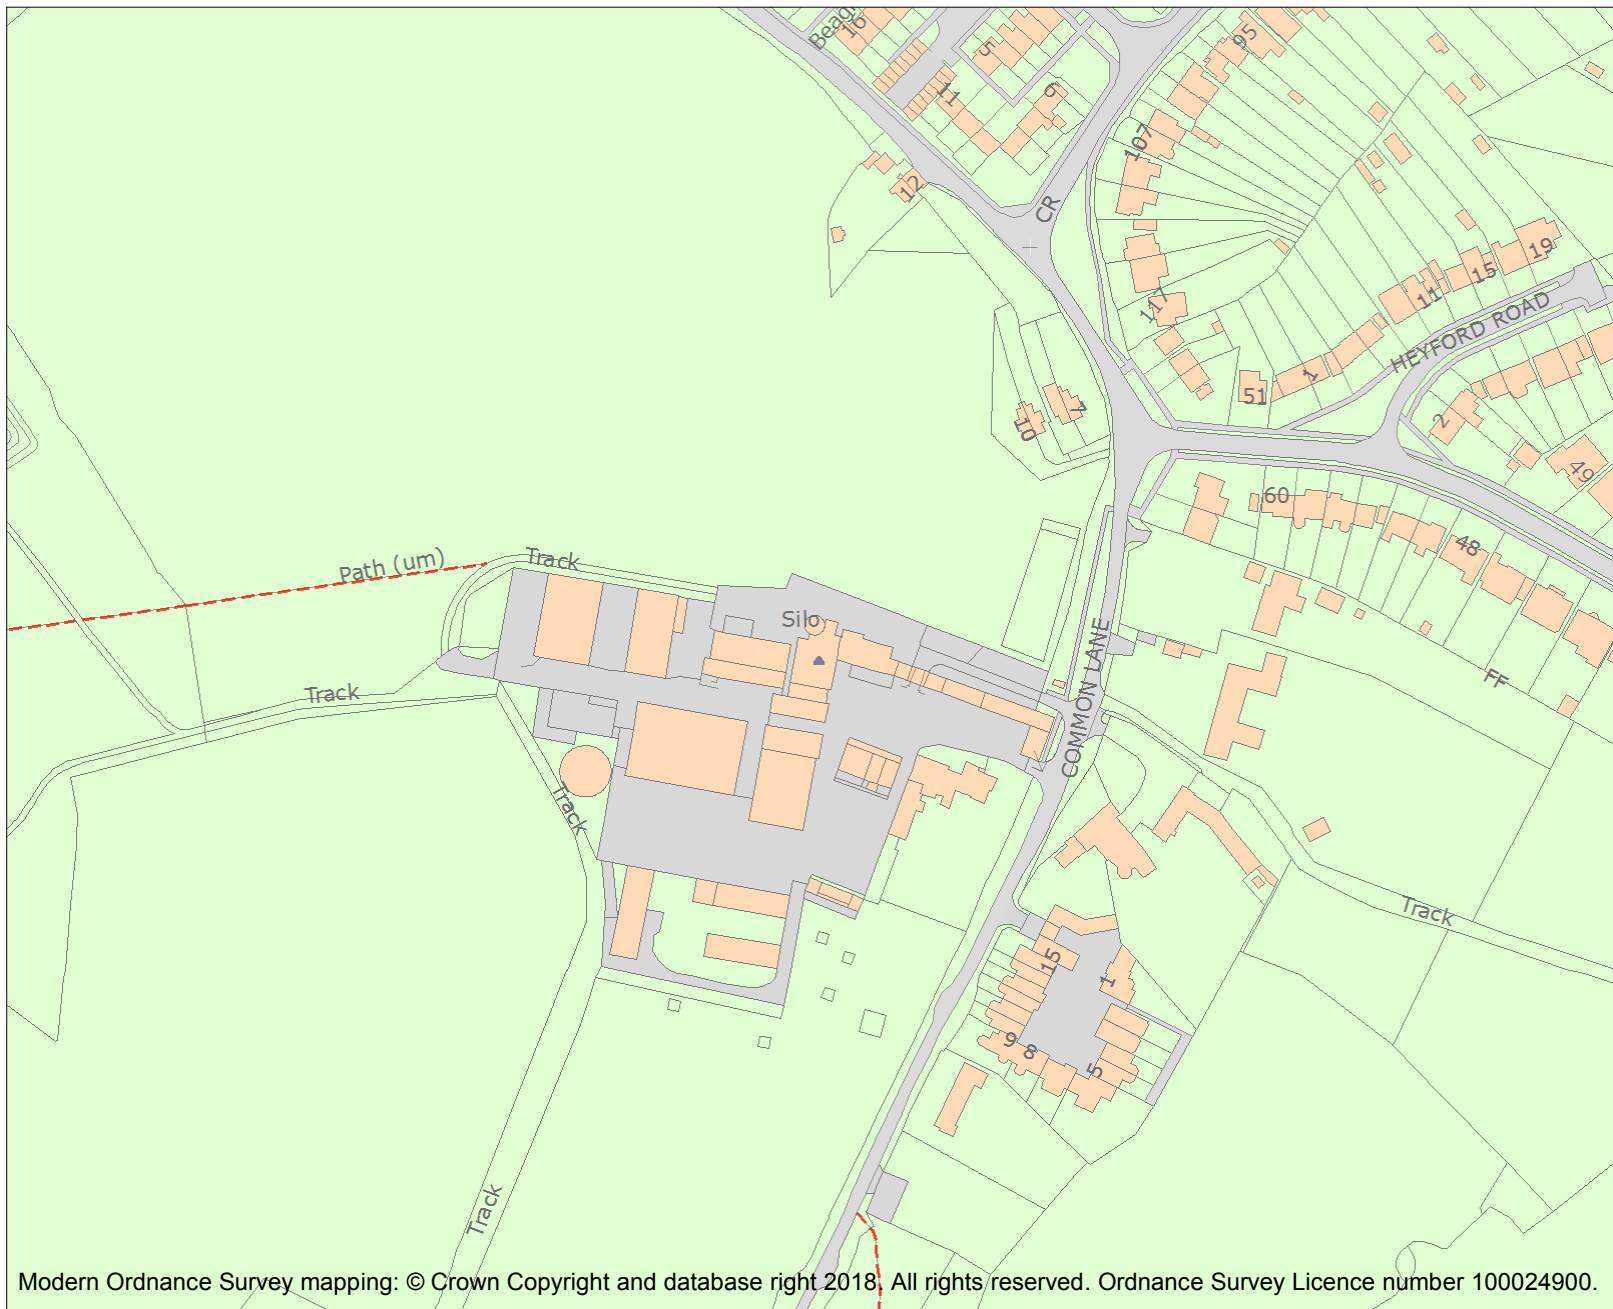 Beag
16
5
95
11
6
107
12
CR
19
15
117
11
HEYFORD ROAD
1
51
7
2
10
49
60
48
Path (um)
Track
Silo
COMMON LANE
FF
Track
Track
Track
15
1
9
8
5
Track
Modern Ordnance Survey mapping: © Crown Copyright and database right 2018. All rights reserved. Ordnance Survey Licence number 100024900.